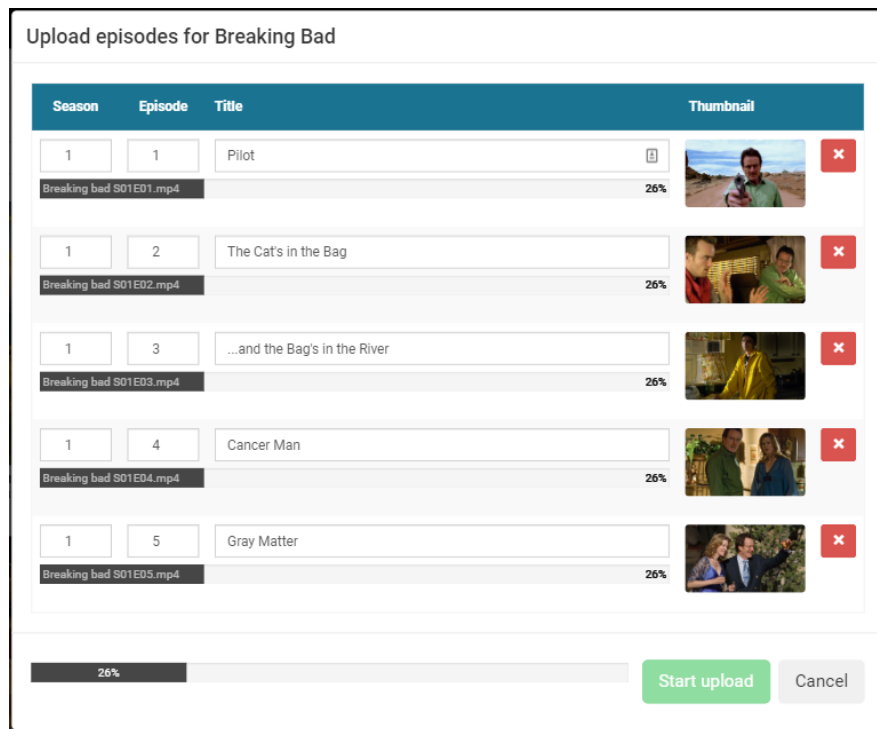 Upload episodes for Breaking Bad
Season Episode Title Thumbnail
1 1 Pilot
Breaking bad S01E01.mp4 26%
1 2 The Cat's in the Bag
Breaking bad S01E02.mp4 26%
1 3 ...and the Bag's in the River
Breaking bad S01E03.mp4 26%
1 4 Cancer Man
Breaking bad S01E04.mp4 26%
1 5 Gray Matter
Breaking bad S01E05.mp4 26%
26% Start upload Cancel